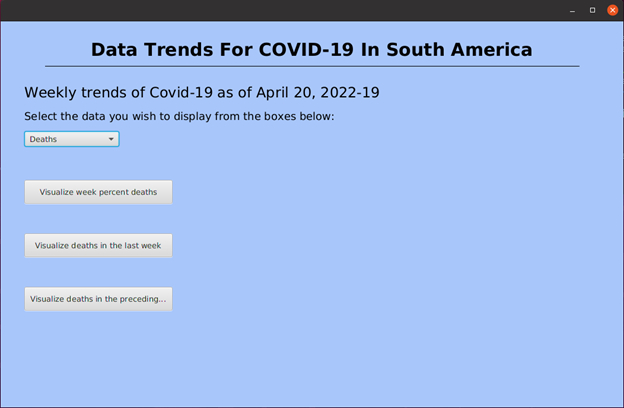 Data Trends For COVID-19 In South America
Weekly trends of Covid-19 as of April 20, 2022-19
Select the data you wish to display from the boxes below:
Deaths
Visualize week percent deaths
Visualize deaths in the last week
Visualize deaths in the preceding...